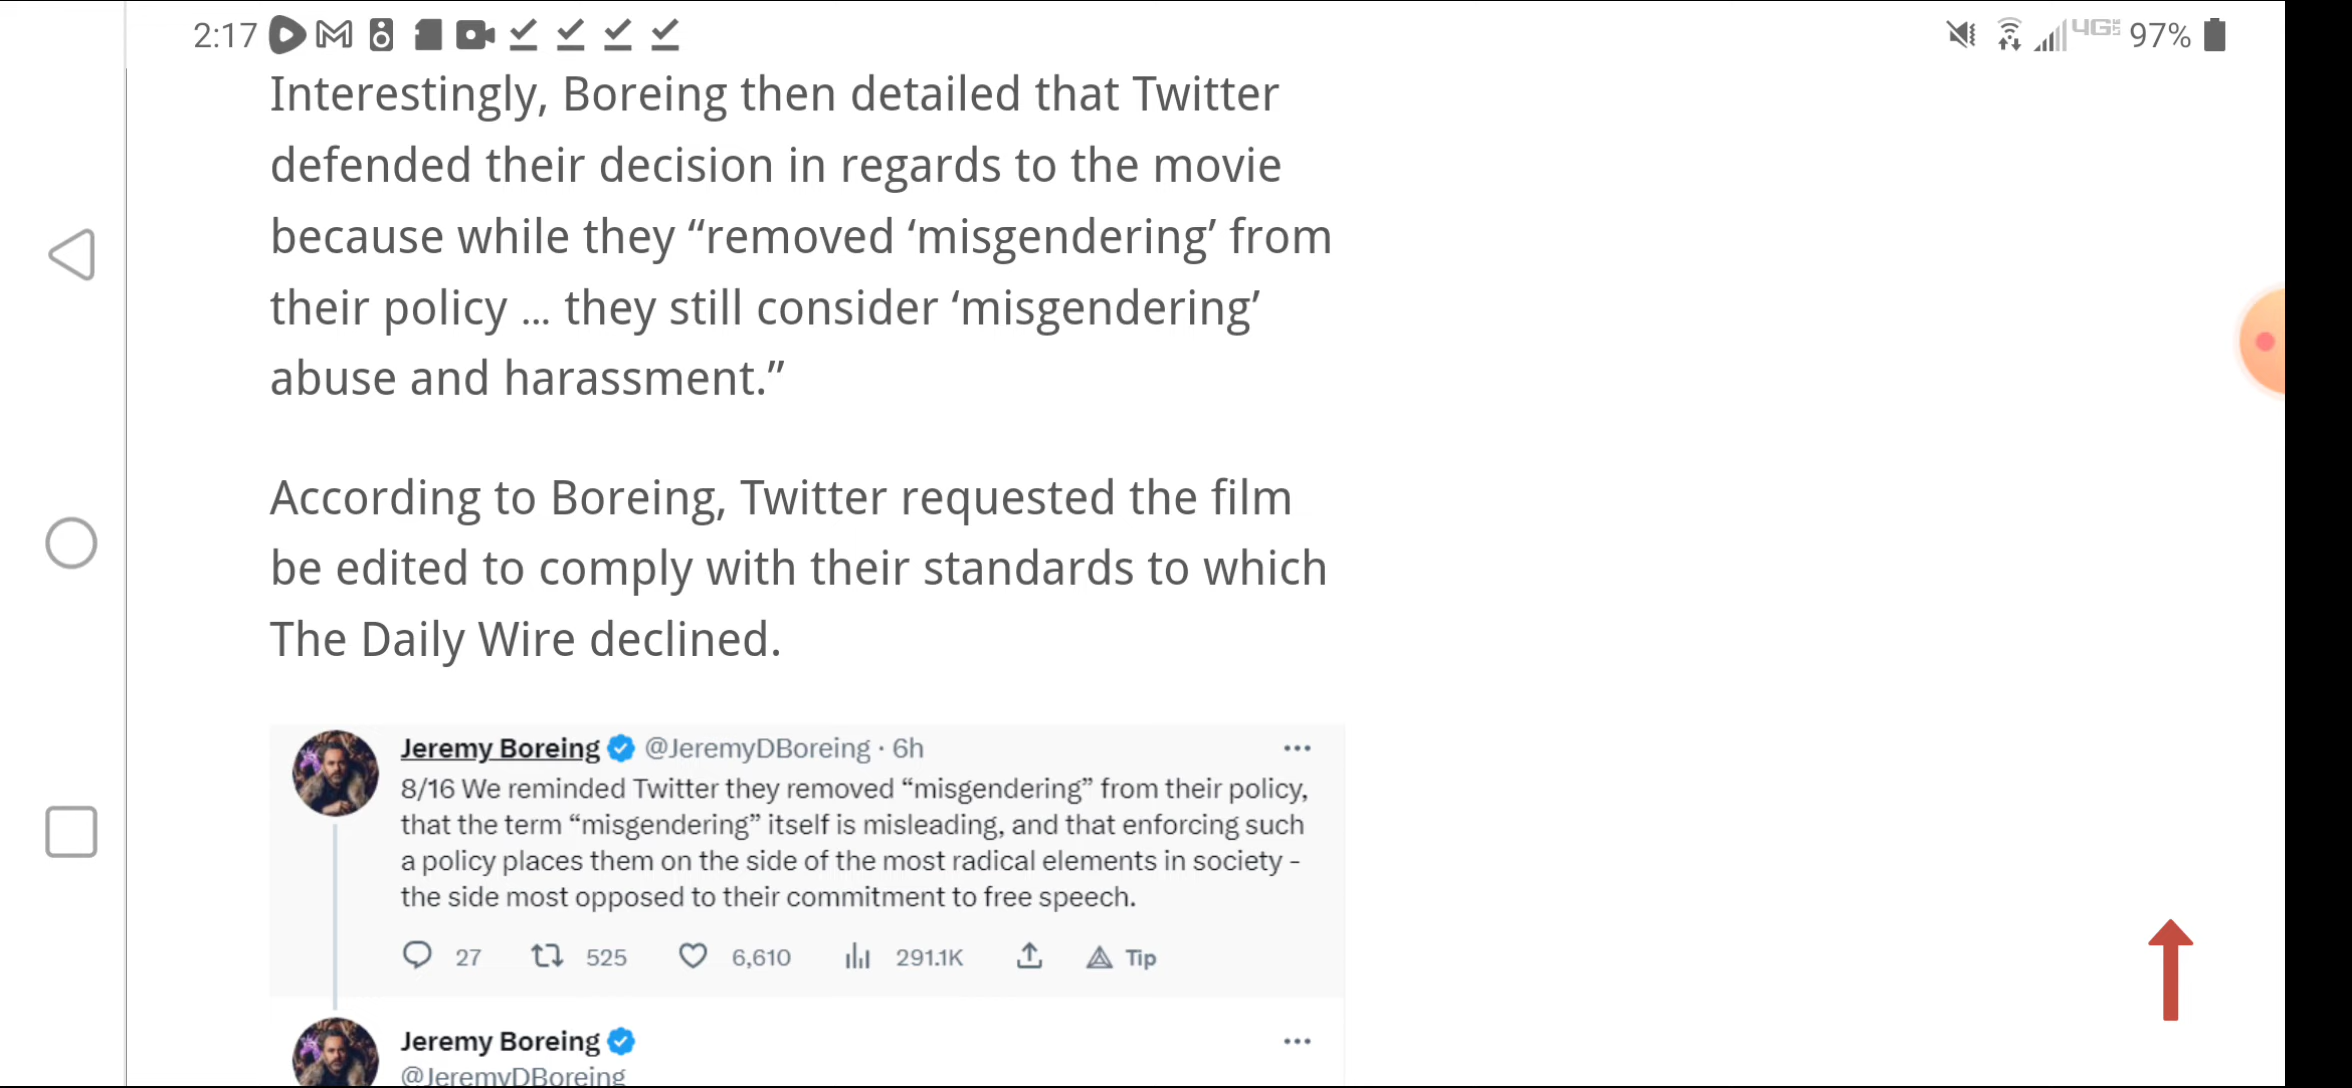 2:17
4G
97%
Interestingly, Boreing then detailed that Twitter
defended their decision in regards to the movie
because while they “removed ‘misgendering’ from
their policy ... they still consider ‘misgendering’
abuse and harassment.”
According to Boreing, Twitter requested the film
be edited to comply with their standards to which
The Daily Wire declined.
Jeremy Boreing @JeremyDBoreing · 6h
8/16 We reminded Twitter they removed “misgendering” from their policy,
that the term “misgendering” itself is misleading, and that enforcing such
a policy places them on the side of the most radical elements in society -
the side most opposed to their commitment to free speech.
27 525 6,610 291.1K Tip
Jeremy Boreing
@JeremyDBoreing